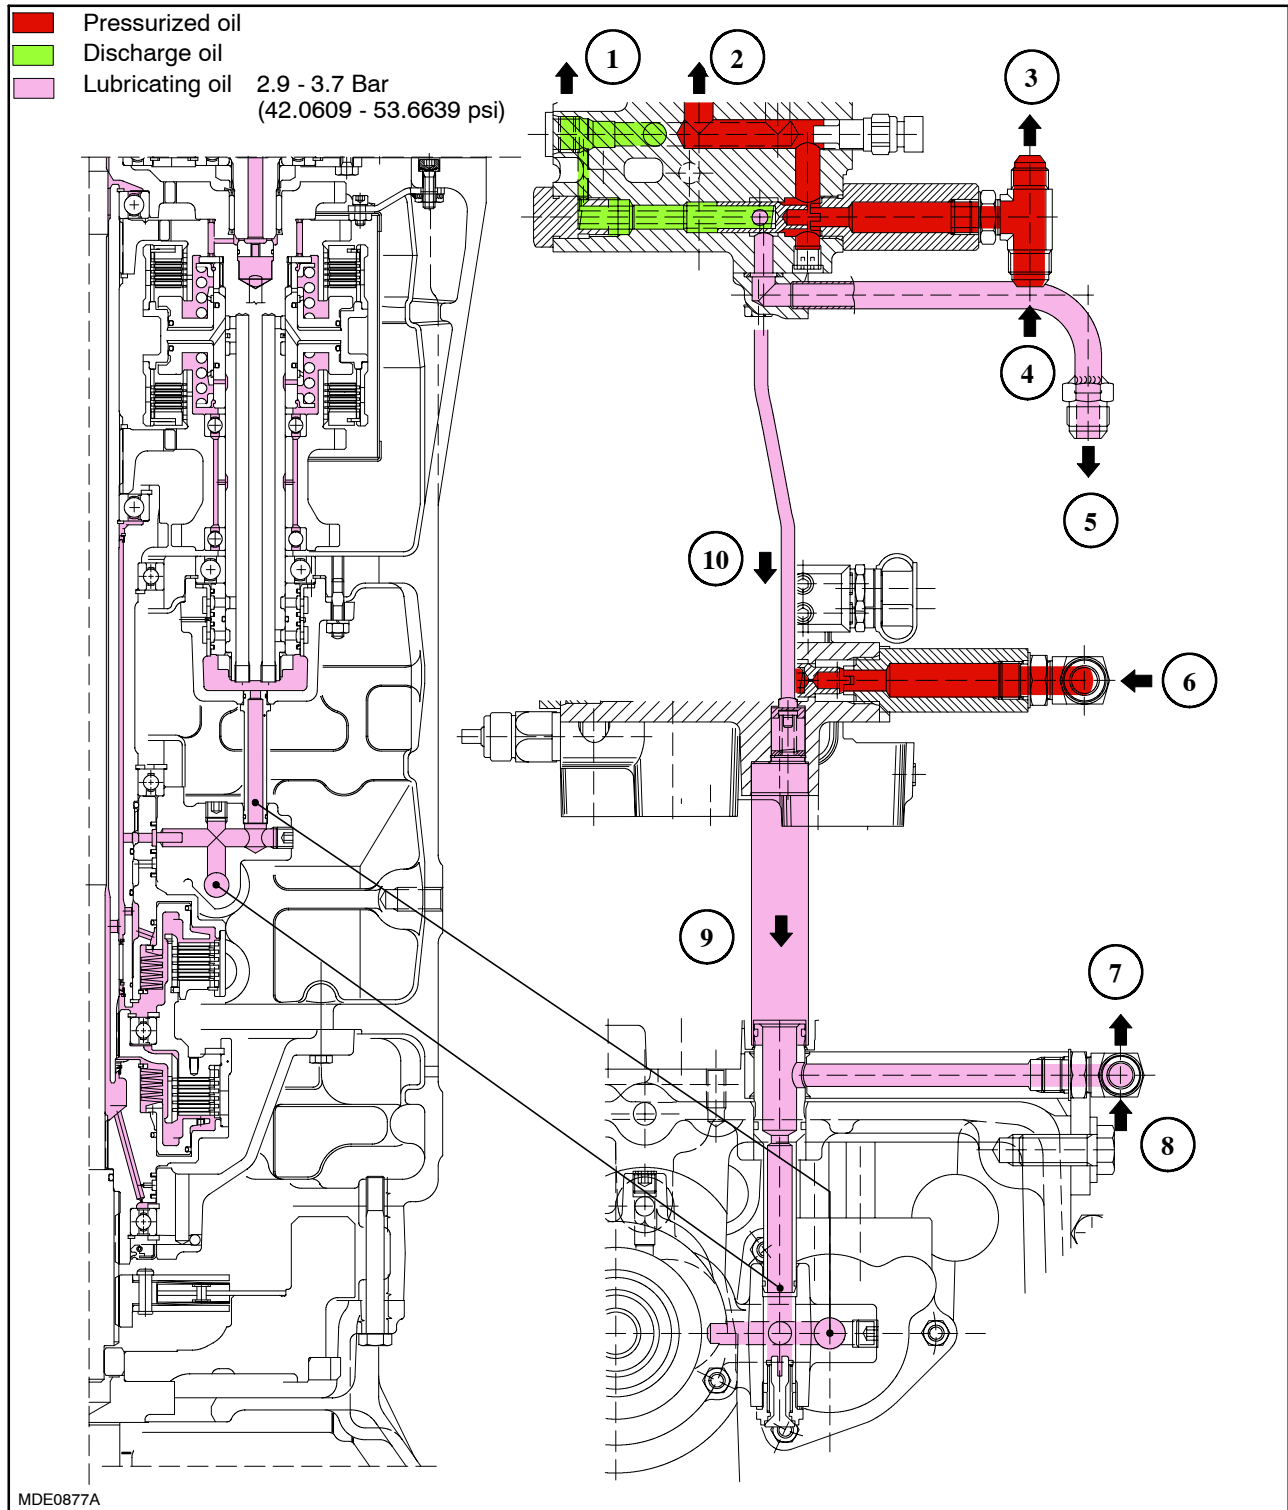 Pressurized oil
Discharge oil
Lubricating oil 2.9 - 3.7 Bar
(42.0609 - 53.6639 psi)
1
2
3
4
5
10
6
9
7
8
MDE0877A